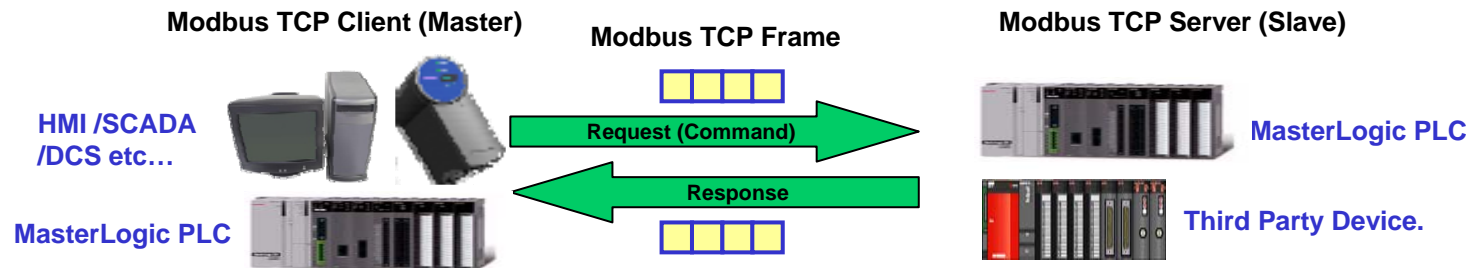 Modbus TCP Client (Master)
Modbus TCP Frame
Modbus TCP Server (Slave)
HMI /SCADA
/DCS etc…
Request (Command)
MasterLogic PLC
Response
MasterLogic PLC
Third Party Device.